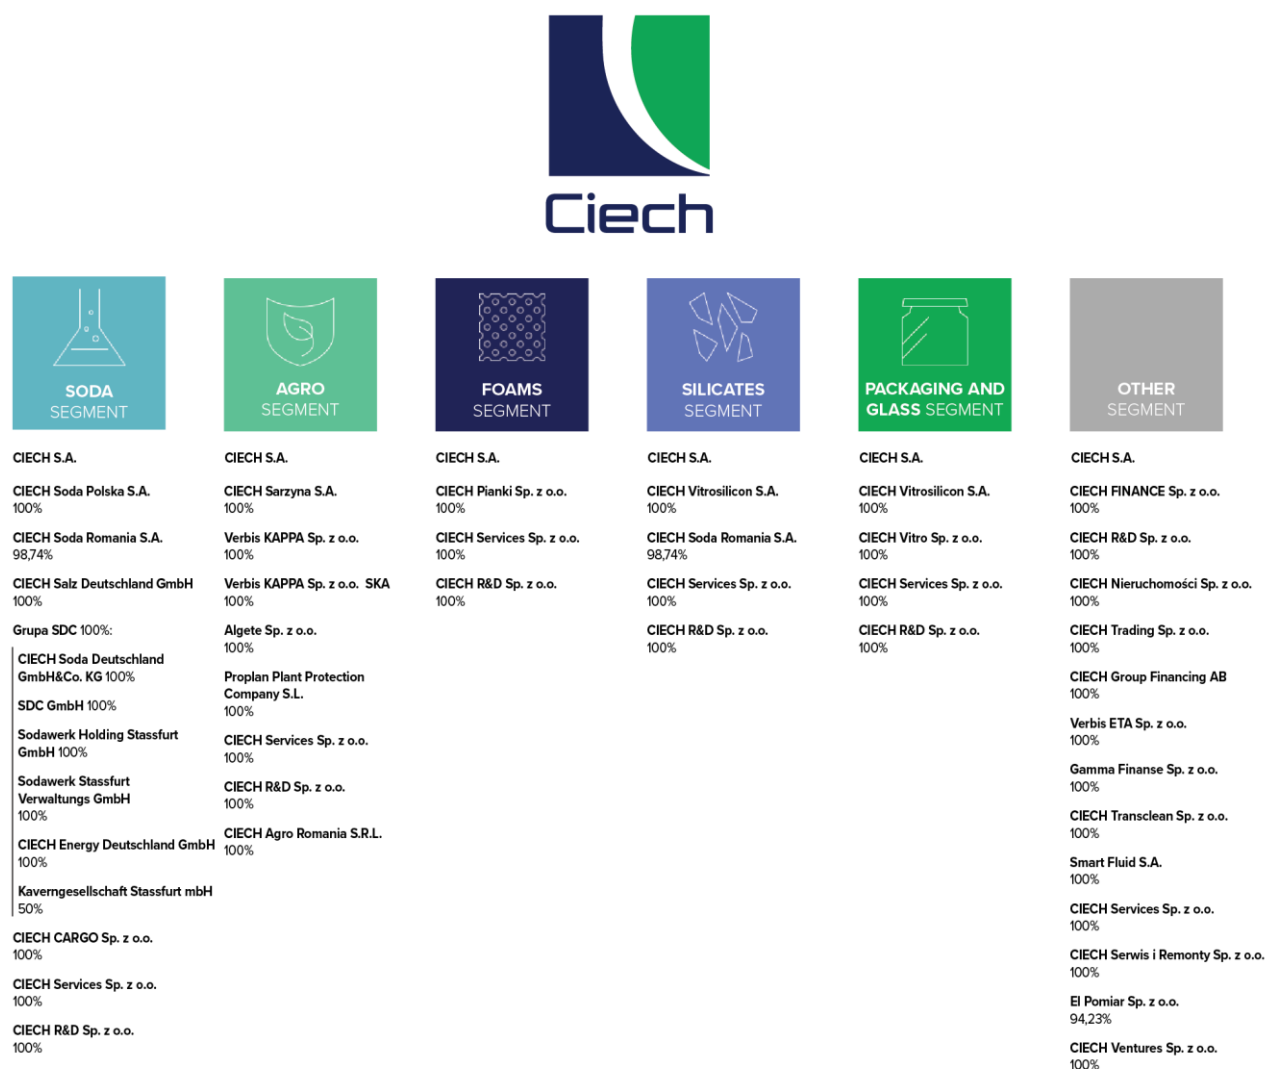 Ciech
SODA
SEGMENT
CIECH S.A.
CIECH Soda Polska S.A.
100%
CIECH Soda Romania S.A.
98,74%
CIECH Salz Deutschland GmbH
100%
Grupa SDC 100%:
CIECH Soda Deutschland
GmbH&Co. KG 100%
SDC GmbH 100%
Sodawerk Holding Stassfurt
GmbH 100%
Sodawerk Stassfurt
Verwaltungs GmbH
100%
CIECH Energy Deutschland GmbH
100%
Kaverngesellschaft Stassfurt mbH
50%
CIECH CARGO Sp. z o.o.
100%
CIECH Services Sp. z o.o.
100%
CIECH R&D Sp. z o.o.
100%
AGRO
SEGMENT
CIECH S.A.
CIECH Sarzyna S.A.
100%
Verbis KAPPA Sp. z o.o.
100%
Verbis KAPPA Sp. z o.o. SKA
100%
Algete Sp. z o.o.
100%
Proplan Plant Protection
Company S.L.
100%
CIECH Services Sp. z o.o.
100%
CIECH R&D Sp. z o.o.
100%
CIECH Agro Romania S.R.L.
100%
FOAMS
SEGMENT
CIECH S.A.
CIECH Pianki Sp. z o.o.
100%
CIECH Services Sp. z o.o.
100%
CIECH R&D Sp. z o.o.
100%
SILICATES
SEGMENT
CIECH S.A.
CIECH Vitrosilicon S.A.
100%
CIECH Soda Romania S.A.
98,74%
CIECH Services Sp. z o.o.
100%
CIECH R&D Sp. z o.o.
100%
PACKAGING AND
GLASS SEGMENT
CIECH S.A.
CIECH Vitrosilicon S.A.
100%
CIECH Vitro Sp. z o.o.
100%
CIECH Services Sp. z o.o.
100%
CIECH R&D Sp. z o.o.
100%
OTHER
SEGMENT
CIECH S.A.
CIECH FINANCE Sp. z o.o.
100%
CIECH R&D Sp. z o.o.
100%
CIECH Nieruchomości Sp. z o.o.
100%
CIECH Trading Sp. z o.o.
100%
CIECH Group Financing AB
100%
Verbis ETA Sp. z o.o.
100%
Gamma Finanse Sp. z o.o.
100%
CIECH Transclean Sp. z o.o.
100%
Smart Fluid S.A.
100%
CIECH Services Sp. z o.o.
100%
CIECH Serwis i Remonty Sp. z o.o.
100%
El Pomiar Sp. z o.o.
94,23%
CIECH Ventures Sp. z o.o.
100%